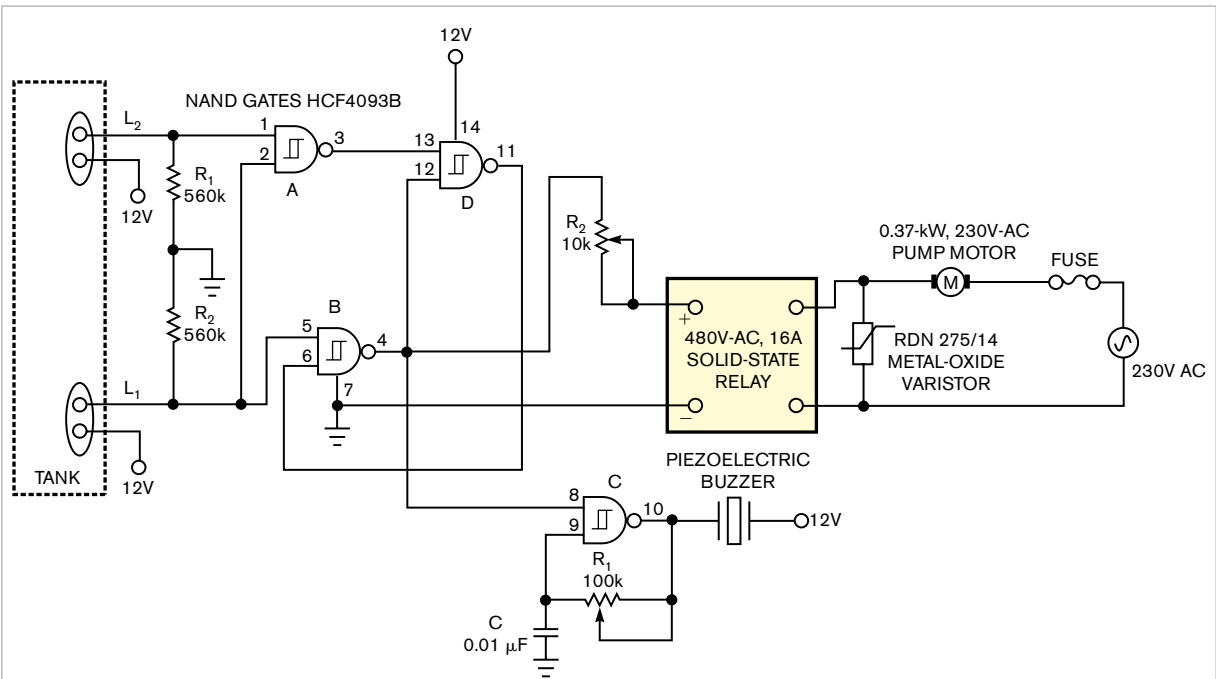 12V
NAND GATES HCF4093B
L2
1
2
3
A
R1
560k
12V
13
12
14
11
D
R2
560k
L1
12V
TANK
B
5
6
4
7
R2
10k
+
−
480V-AC, 16A
SOLID-STATE
RELAY
0.37-kW, 230V-AC
PUMP MOTOR
M
FUSE
RDN 275/14
METAL-OXIDE
VARISTOR
230V AC
PIEZOELECTRIC
BUZZER
C
8
9
10
12V
R1
100k
C
0.01 μF